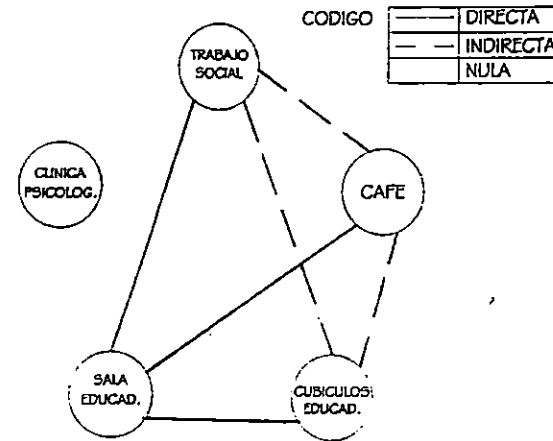 CODIGO
DIRECTA
INDIRECTA
NULA
TRABAJO
SOCIAL
CLINICA
PSICOLOG.
CAFE
SALA
EDUCAD.
CUBICULOS
EDUCAD.